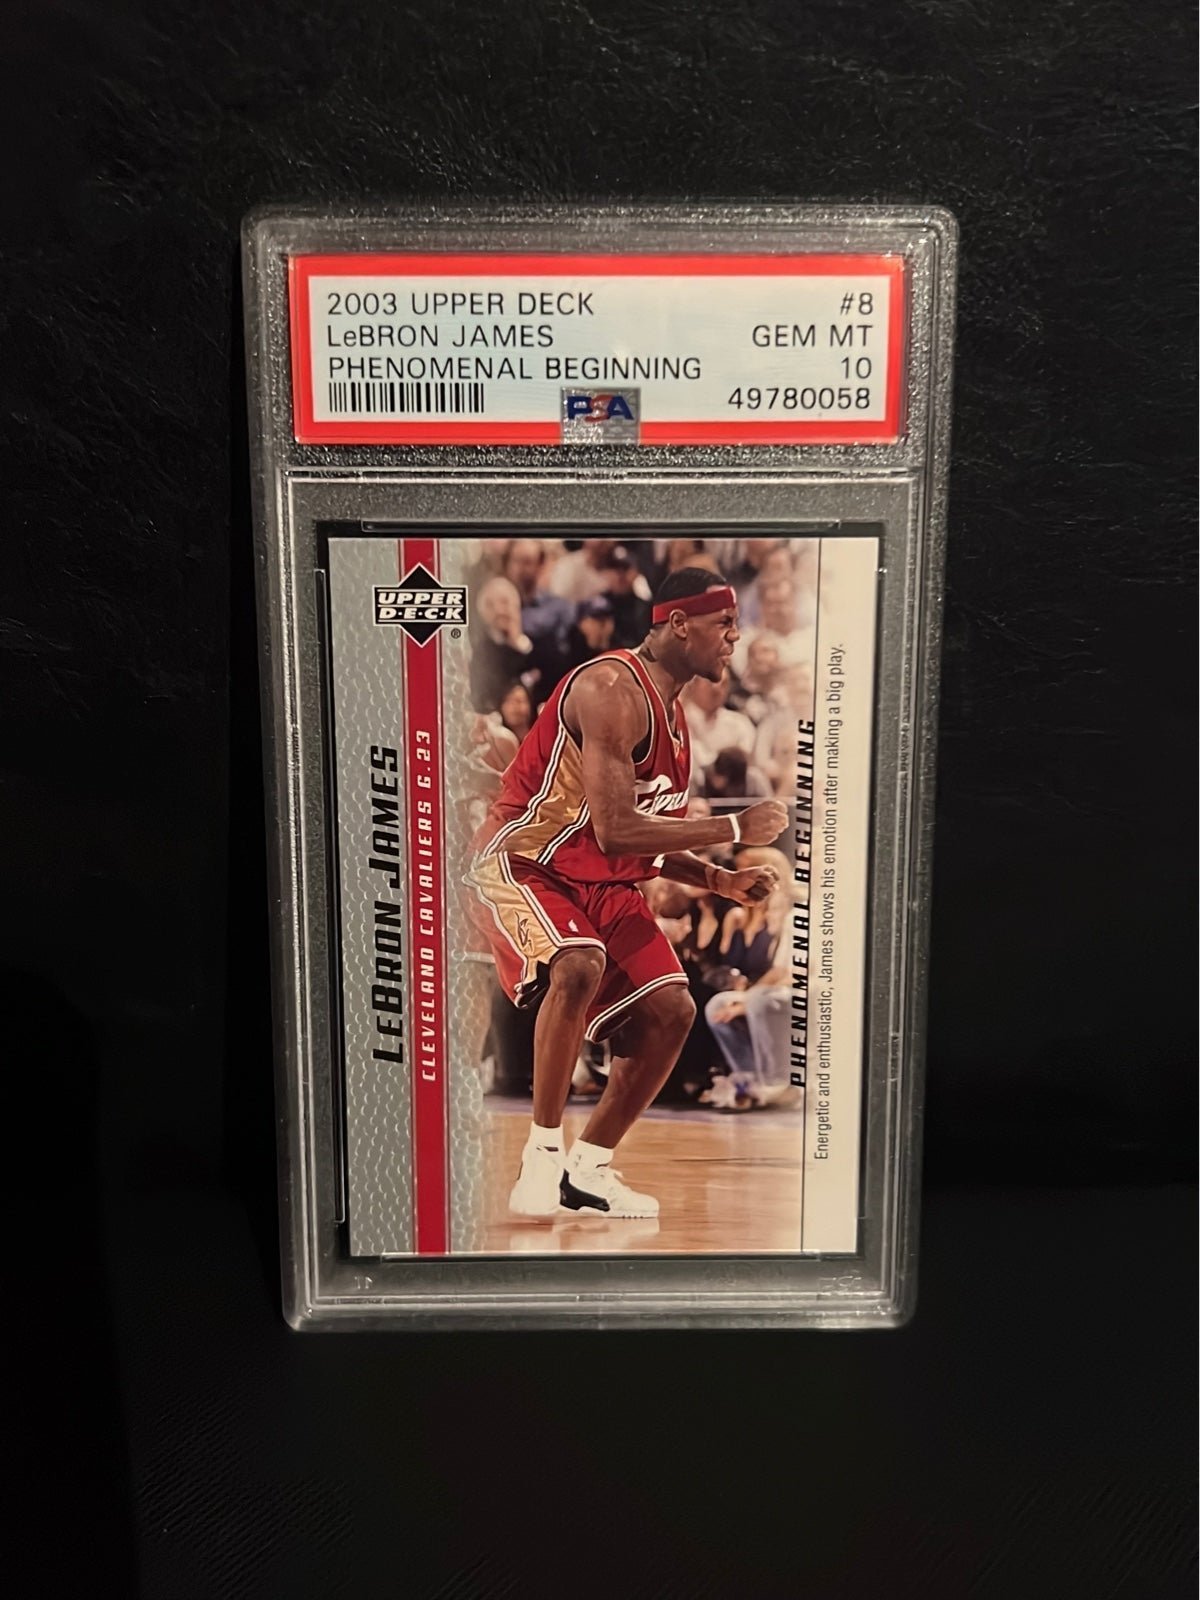 2003 UPPER DECK #8
LeBRON JAMES GEM MT
PHENOMENAL BEGINNING 10
PSA 49780058
UPPER
D·E·C·K
®
LEBRON JAMES
CLEVELAND CAVALIERS G. 23
PHENOMENAL BEGINNING
Energetic and enthusiastic, James shows his emotion after making a big play.